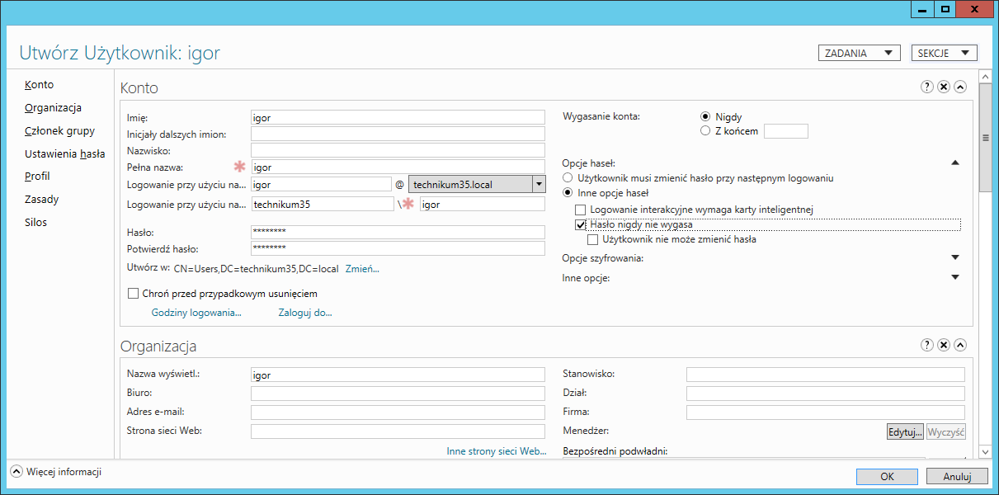 Utwórz Użytkownik: igor
ZADANIA
SEKCJE
Konto
Organizacja
Członek grupy
Ustawienia hasła
Profil
Zasady
Silos
Konto
Imię: igor
Inicjały dalszych imion:
Nazwisko:
Pełna nazwa: * igor
Logowanie przy użyciu na... igor @ technikum35.local
Logowanie przy użyciu na... technikum35 \* igor
Hasło: ********
Potwierdź hasło: ********
Utwórz w: CN=Users,DC=technikum35,DC=local Zmień...
Chroń przed przypadkowym usunięciem
Godziny logowania... Zaloguj do...
Wygasanie konta: Nigdy
Z końcem
Opcje haseł:
Użytkownik musi zmienić hasło przy następnym logowaniu
Inne opcje haseł
Logowanie interakcyjne wymaga karty inteligentnej
Hasło nigdy nie wygasa
Użytkownik nie może zmienić hasła
Opcje szyfrowania:
Inne opcje:
Organizacja
Nazwa wyświetl.: igor
Biuro:
Adres e-mail:
Strona sieci Web:
Inne strony sieci Web...
Stanowisko:
Dział:
Firma:
Menedżer: Edytuj... Wyczyść
Bezpośredni podwładni:
Więcej informacji
OK
Anuluj